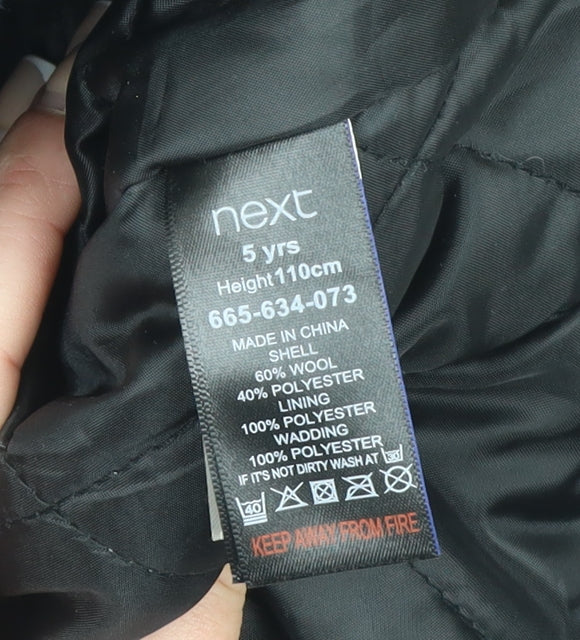 next
5 yrs
Height 110cm
665-634-073
MADE IN CHINA
SHELL
60% WOOL
40% POLYESTER
LINING
100% POLYESTER
WADDING
100% POLYESTER
IF IT'S NOT DIRTY WASH AT 30
40
KEEP AWAY FROM FIRE